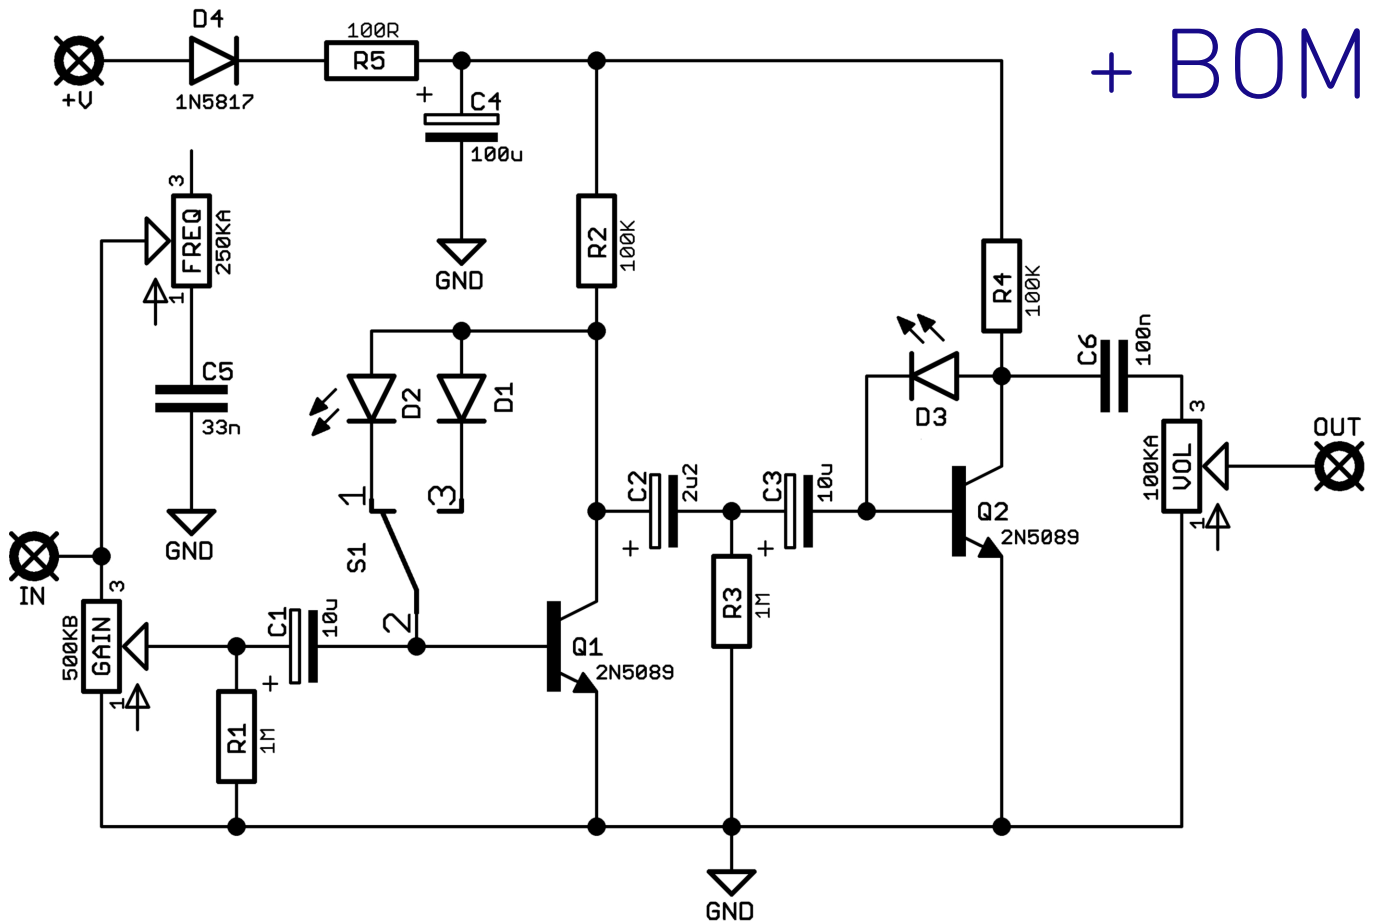 D4
+V
1N5817
100R
R5
+
C4
100u
GND
+ BOM
3
FREQ
250KA
1
C5
33n
GND
R2
100K
R4
100K
D2
D1
D3
C6
100n
1
3
S1
2
IN
3
GAIN
500KB
1
C1
10u
+
R1
1M
Q1
2N5089
C2
2u2
+
C3
10u
+
R3
1M
Q2
2N5089
3
VOL
100KA
1
OUT
GND